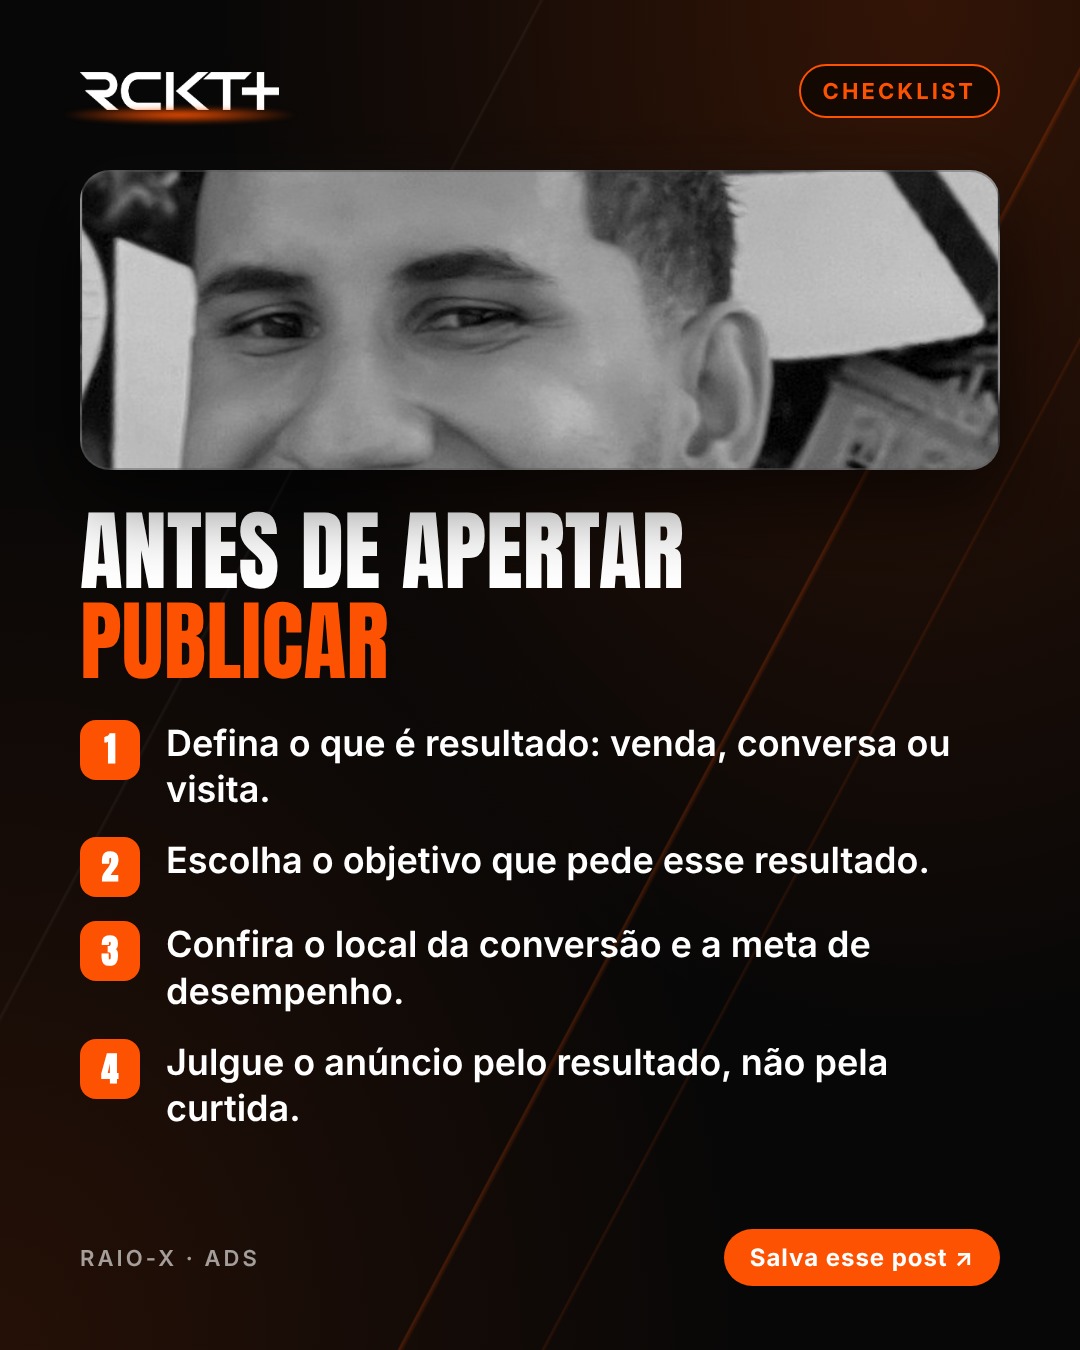 RCKT+
CHECKLIST
ANTES DE APERTAR
PUBLICAR
1 Defina o que é resultado: venda, conversa ou
visita.
2 Escolha o objetivo que pede esse resultado.
3 Confira o local da conversão e a meta de
desempenho.
4 Julgue o anúncio pelo resultado, não pela
curtida.
RAIO-X · ADS
Salva esse post ↗